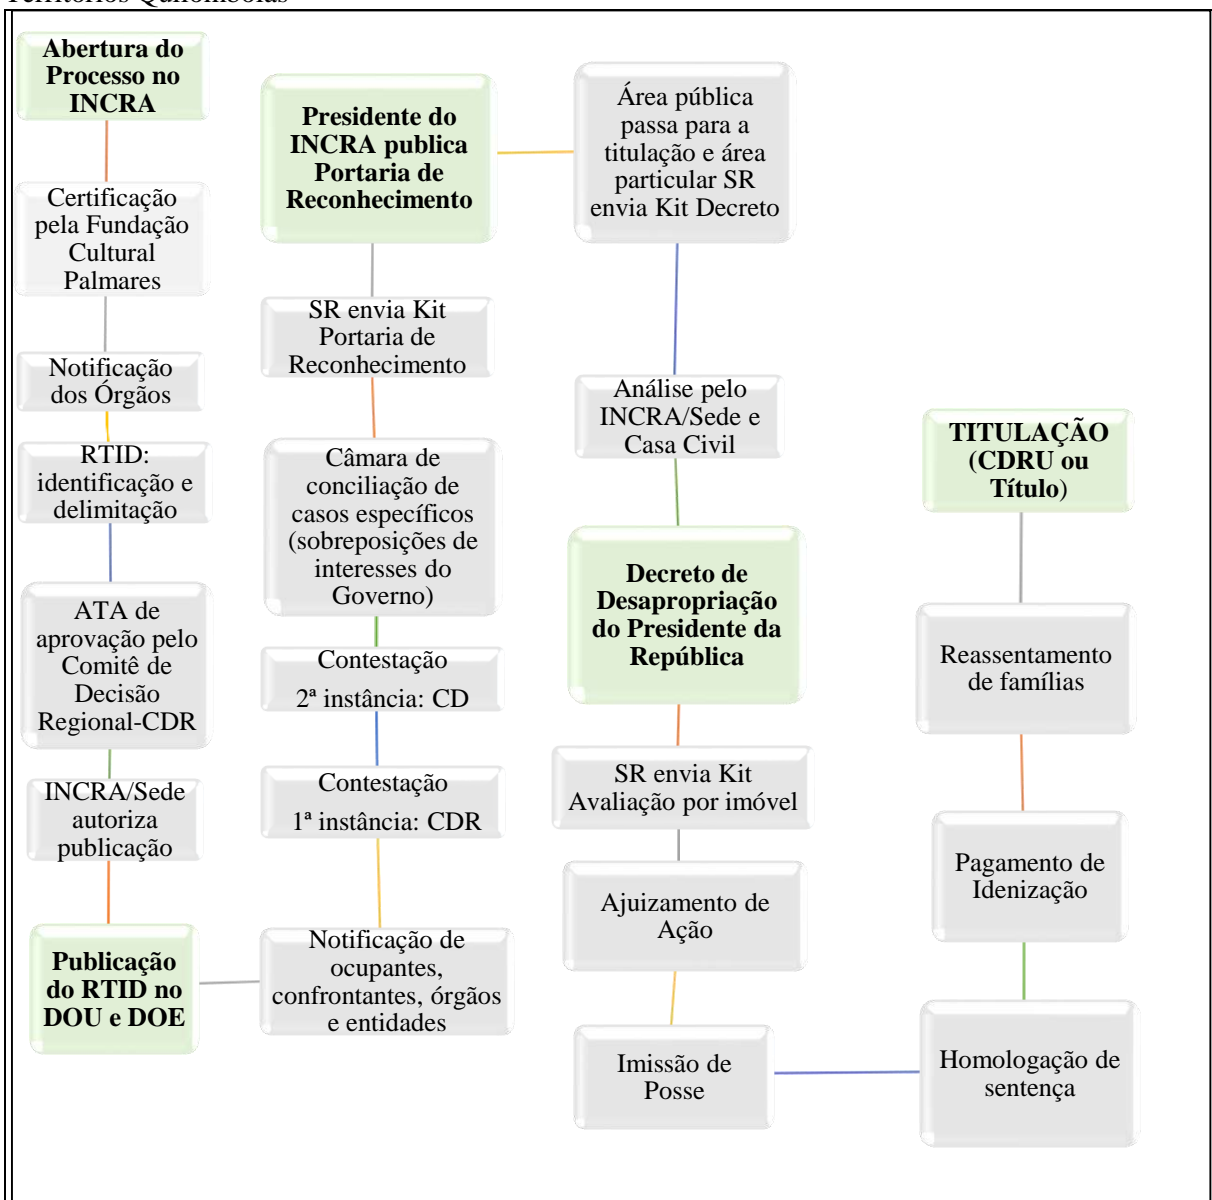 Territórios Quilombolas
Abertura do
Processo no
INCRA
Certificação
pela Fundação
Cultural
Palmares
Notificação
dos Órgãos
RTID:
identificação e
delimitação
ATA de
aprovação pelo
Comitê de
Decisão
Regional-CDR
INCRA/Sede
autoriza
publicação
Publicação
do RTID no
DOU e DOE
Notificação de
ocupantes,
confrontantes, órgãos
e entidades
Contestação
1ª instância: CDR
Contestação
2ª instância: CD
Câmara de
conciliação de
casos específicos
(sobreposições de
interesses do
Governo)
SR envia Kit
Portaria de
Reconhecimento
Presidente do
INCRA publica
Portaria de
Reconhecimento
Área pública
passa para a
titulação e área
particular SR
envia Kit Decreto
Análise pelo
INCRA/Sede e
Casa Civil
Decreto de
Desapropriação
do Presidente da
República
SR envia Kit
Avaliação por imóvel
Ajuizamento de
Ação
Imissão de
Posse
Homologação de
sentença
Pagamento de
Idenização
Reassentamento
de famílias
TITULAÇÃO
(CDRU ou
Título)